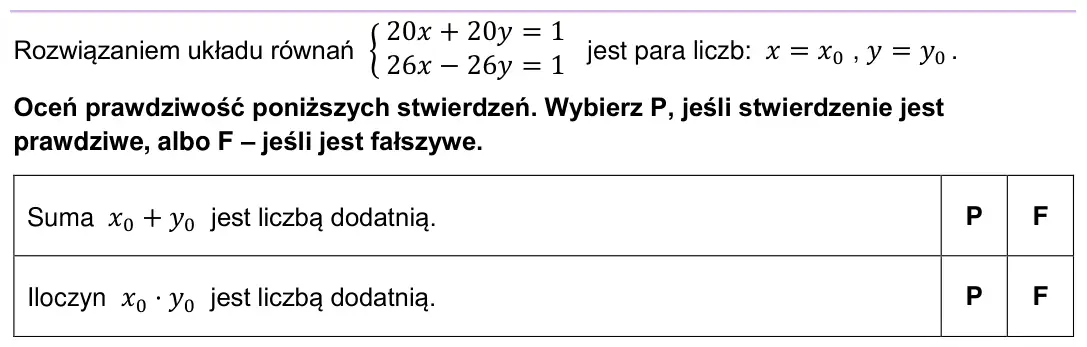 Rozwiązaniem układu równań { 20x + 20y = 1
26x − 26y = 1 jest para liczb: x = x₀ , y = y₀ .
Oceń prawdziwość poniższych stwierdzeń. Wybierz P, jeśli stwierdzenie jest
prawdziwe, albo F – jeśli jest fałszywe.
Suma x₀ + y₀ jest liczbą dodatnią. P F
Iloczyn x₀ · y₀ jest liczbą dodatnią. P F